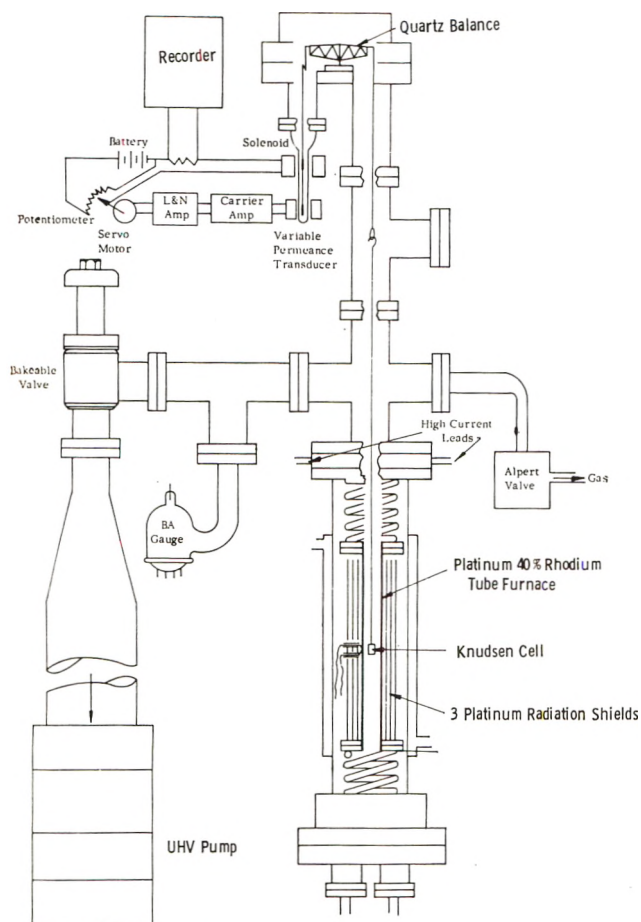 Quartz Balance
Recorder
Battery
Solenoid
L&N
Amp
Carrier
Amp
Potentiometer
Servo
Motor
Variable
Permeance
Transducer
Bakeable
Valve
High Current
Leads
Alpert
Valve
Gas
BA
Gauge
Platinum 40% Rhodium
Tube Furnace
Knudsen Cell
3 Platinum Radiation Shields
UHV Pump